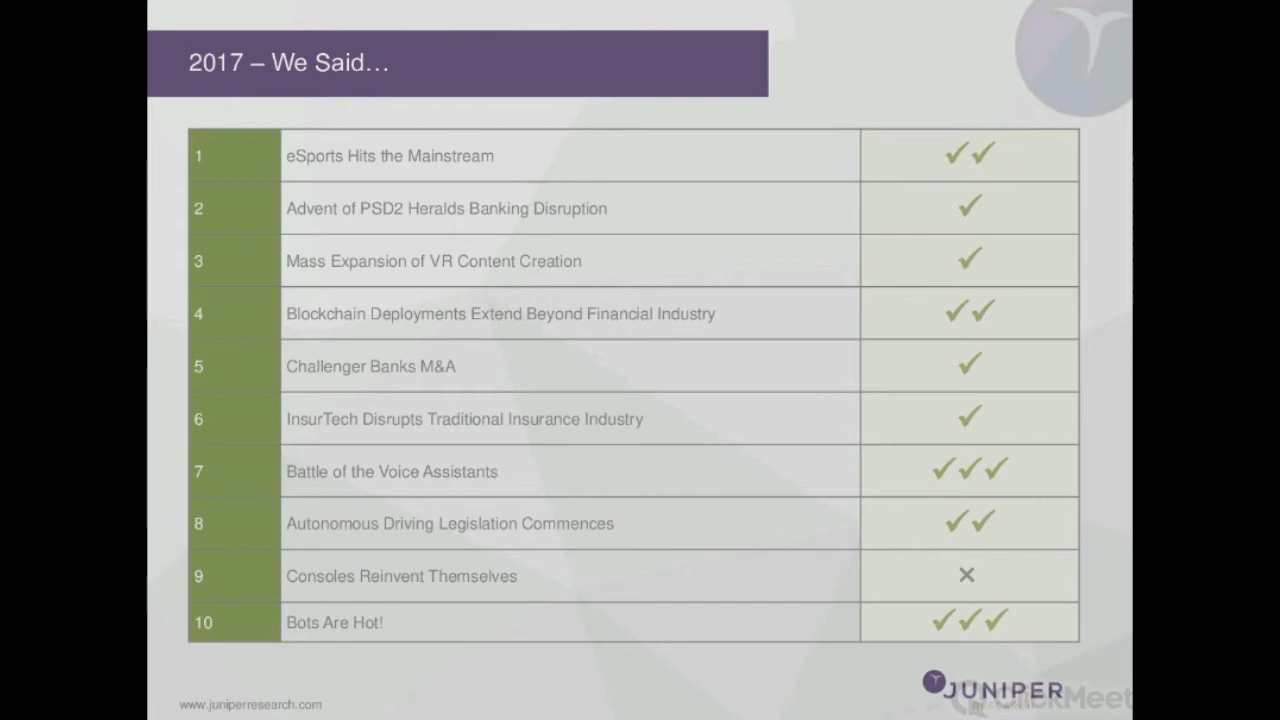 2017 – We Said…
1 eSports Hits the Mainstream ✓✓
2 Advent of PSD2 Heralds Banking Disruption ✓
3 Mass Expansion of VR Content Creation ✓
4 Blockchain Deployments Extend Beyond Financial Industry ✓✓
5 Challenger Banks M&A ✓
6 InsurTech Disrupts Traditional Insurance Industry ✓
7 Battle of the Voice Assistants ✓✓✓
8 Autonomous Driving Legislation Commences ✓✓
9 Consoles Reinvent Themselves ✕
10 Bots Are Hot! ✓✓✓
JUNIPER
www.juniperresearch.com